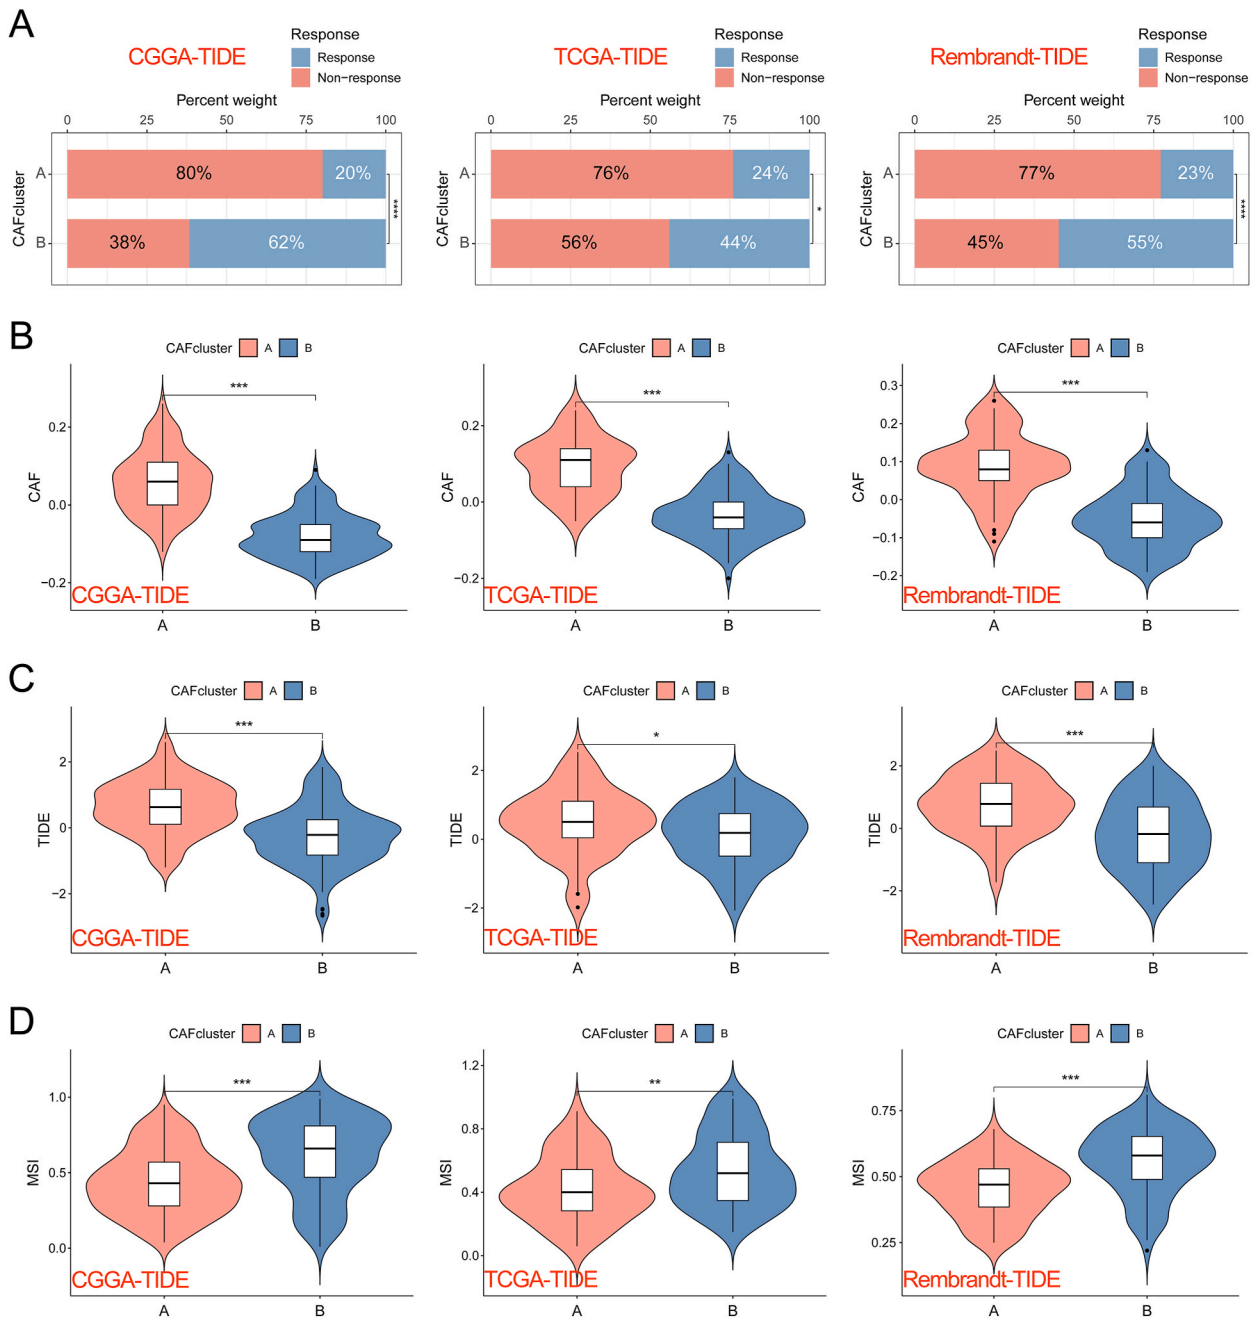 A
CGGA-TIDE
Response
Response
Non-response
Percent weight
0 25 50 75 100
CAFcluster
A
80%
20%
****
B
38%
62%
TCGA-TIDE
Response
Response
Non-response
Percent weight
0 25 50 75 100
CAFcluster
A
76%
24%
*
B
56%
44%
Rembrandt-TIDE
Response
Response
Non-response
Percent weight
0 25 50 75 100
CAFcluster
A
77%
23%
****
B
45%
55%
B
CAFcluster A B
***
0.2
0.0
−0.2
CAF
CGGA-TIDE
A B
CAFcluster A B
***
0.2
0.0
−0.2
CAF
TCGA-TIDE
A B
CAFcluster A B
***
0.3
0.2
0.1
0.0
−0.1
−0.2
CAF
Rembrandt-TIDE
A B
C
CAFcluster A B
***
2
0
−2
TIDE
CGGA-TIDE
A B
CAFcluster A B
*
2
0
−2
TIDE
TCGA-TIDE
A B
CAFcluster A B
***
2
0
−2
TIDE
Rembrandt-TIDE
A B
D
CAFcluster A B
***
1.0
0.5
0.0
MSI
CGGA-TIDE
A B
CAFcluster A B
**
1.2
0.8
0.4
0.0
MSI
TCGA-TIDE
A B
CAFcluster A B
***
0.75
0.50
0.25
MSI
Rembrandt-TIDE
A B